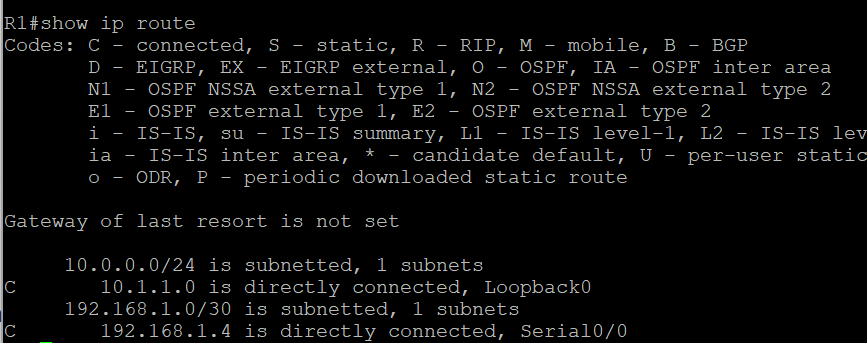 R1#show ip route
Codes: C - connected, S - static, R - RIP, M - mobile, B - BGP
D - EIGRP, EX - EIGRP external, O - OSPF, IA - OSPF inter area
N1 - OSPF NSSA external type 1, N2 - OSPF NSSA external type 2
E1 - OSPF external type 1, E2 - OSPF external type 2
i - IS-IS, su - IS-IS summary, L1 - IS-IS level-1, L2 - IS-IS lev
ia - IS-IS inter area, * - candidate default, U - per-user static
o - ODR, P - periodic downloaded static route
Gateway of last resort is not set
10.0.0.0/24 is subnetted, 1 subnets
C 10.1.1.0 is directly connected, Loopback0
192.168.1.0/30 is subnetted, 1 subnets
C 192.168.1.4 is directly connected, Serial0/0